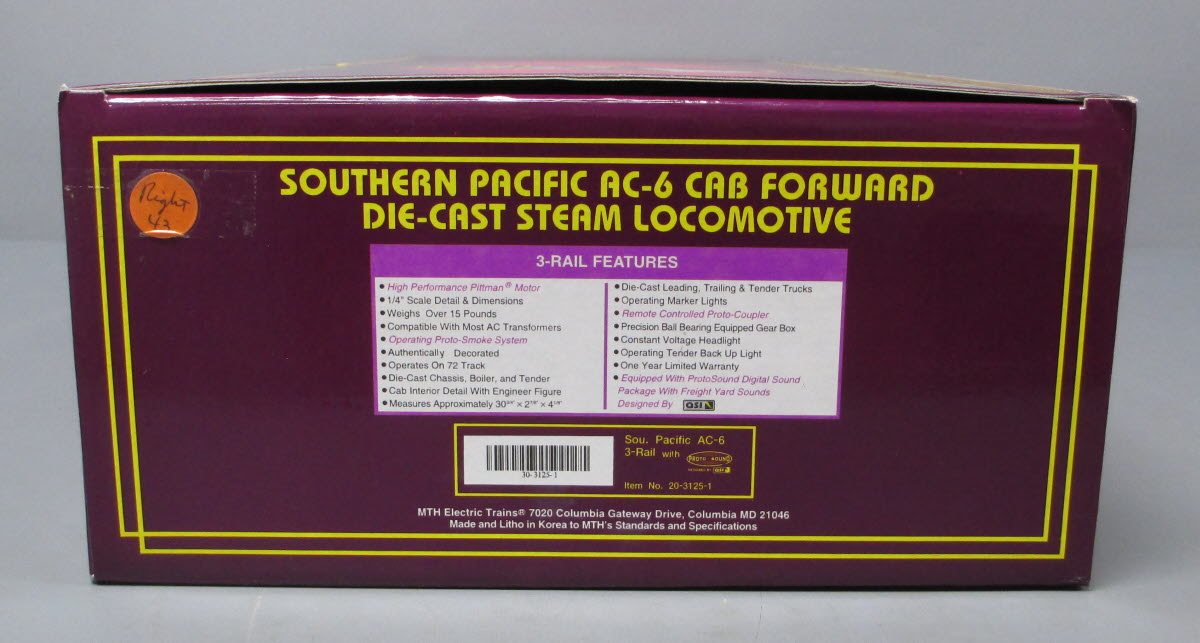 Right
42
SOUTHERN PACIFIC AC-6 CAB FORWARD
DIE-CAST STEAM LOCOMOTIVE
3-RAIL FEATURES
• High Performance Pittman® Motor
• 1/4" Scale Detail & Dimensions
• Weighs Over 15 Pounds
• Compatible With Most AC Transformers
• Operating Proto-Smoke System
• Authentically Decorated
• Operates On 72 Track
• Die-Cast Chassis, Boiler, and Tender
• Cab Interior Detail With Engineer Figure
• Measures Approximately
• Die-Cast Leading, Trailing & Tender Trucks
• Operating Marker Lights
• Remote Controlled Proto-Coupler
• Precision Ball Bearing Equipped Gear Box
• Constant Voltage Headlight
• Operating Tender Back Up Light
• One Year Limited Warranty
• Equipped With ProtoSound Digital Sound
Package With Freight Yard Sounds
Designed By QSI
30-3125-1
Sou. Pacific AC-6
3-Rail with PROTO SOUND
DESIGNED BY QSI
Item No. 20-3125-1
MTH Electric Trains® 7020 Columbia Gateway Drive, Columbia MD 21046
Made and Litho in Korea to MTH's Standards and Specifications